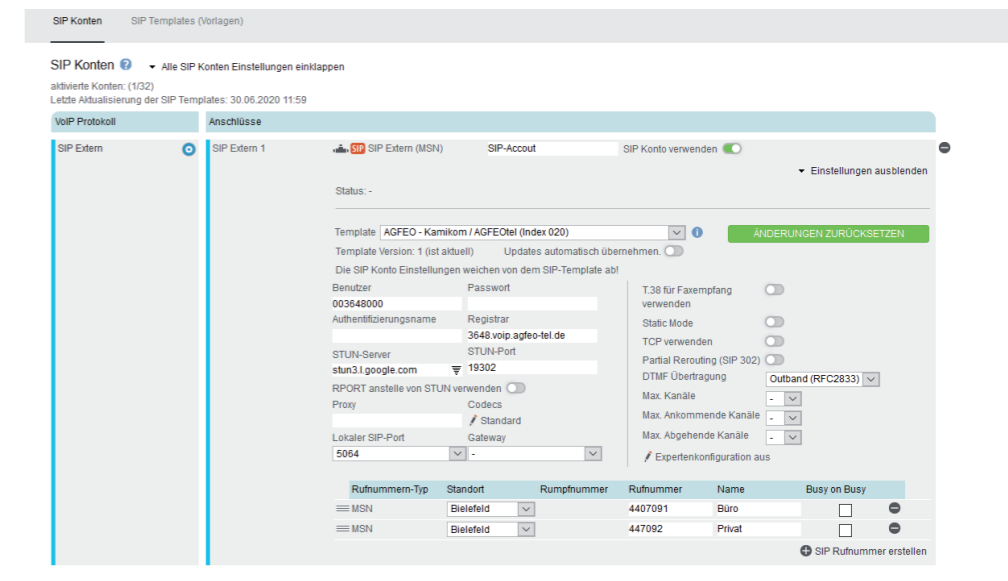 SIP Konten SIP Templates (Vorlagen)
SIP Konten ? Alle SIP Konten Einstellungen einklappen
aktivierte Konten: (1/32)
Letzte Aktualisierung der SIP Templates: 30.06.2020 11:59
VoIP Protokoll Anschlüsse
SIP Extern SIP Extern 1 SIP SIP Extern (MSN) SIP-Accout SIP Konto verwenden
Einstellungen ausblenden
Status: -
Template AGFEO - Kamikom / AGFEOtel (Index 020) i ÄNDERUNGEN ZURÜCKSETZEN
Template Version: 1 (ist aktuell) Updates automatisch übernehmen.
Die SIP Konto Einstellungen weichen von dem SIP-Template ab!
Benutzer Passwort
003648000
Authentifizierungsname Registrar
3648.voip.agfeo-tel.de
STUN-Server STUN-Port
stun3.l.google.com 19302
RPORT anstelle von STUN verwenden
Proxy Codecs
Standard
Lokaler SIP-Port Gateway
5064 -
T.38 für Faxempfang
verwenden
Static Mode
TCP verwenden
Partial Rerouting (SIP 302)
DTMF Übertragung Outband (RFC2833)
Max. Kanäle -
Max. Ankommende Kanäle -
Max. Abgehende Kanäle -
Expertenkonfiguration aus
Rufnummern-Typ Standort Rumpfnummer Rufnummer Name Busy on Busy
MSN Bielefeld 4407091 Büro
MSN Bielefeld 447092 Privat
SIP Rufnummer erstellen